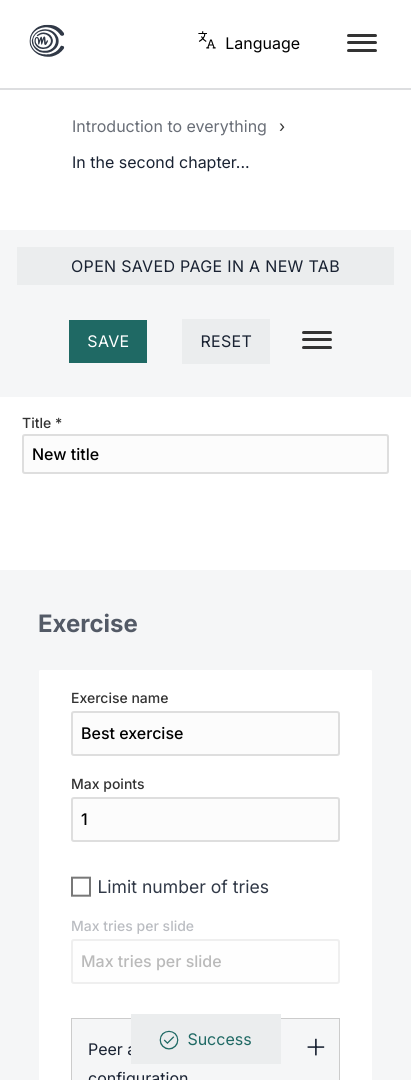 Language
Introduction to everything ›
In the second chapter...
OPEN SAVED PAGE IN A NEW TAB
SAVE RESET
Title *
New title
Exercise
Exercise name
Best exercise
Max points
1
Limit number of tries
Max tries per slide
Max tries per slide
Peer
Success
configuration